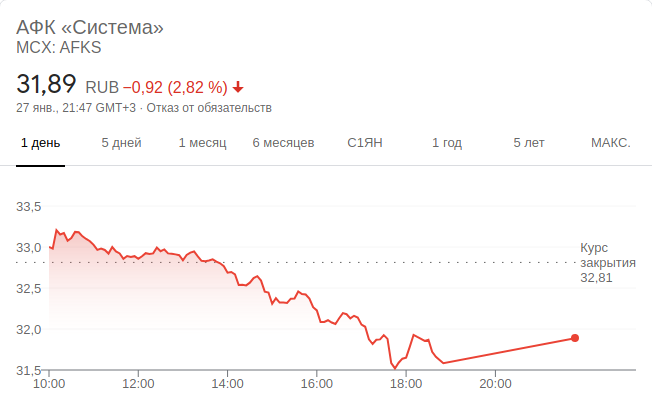 АФК «Система»
MCX: AFKS
31,89 RUB −0,92 (2,82 %)
27 янв., 21:47 GMT+3 · Отказ от обязательств
1 день 5 дней 1 месяц 6 месяцев С1ЯН 1 год 5 лет МАКС.
33,5
33,0
32,5
32,0
31,5
Курс
закрытия
32,81
10:00 12:00 14:00 16:00 18:00 20:00